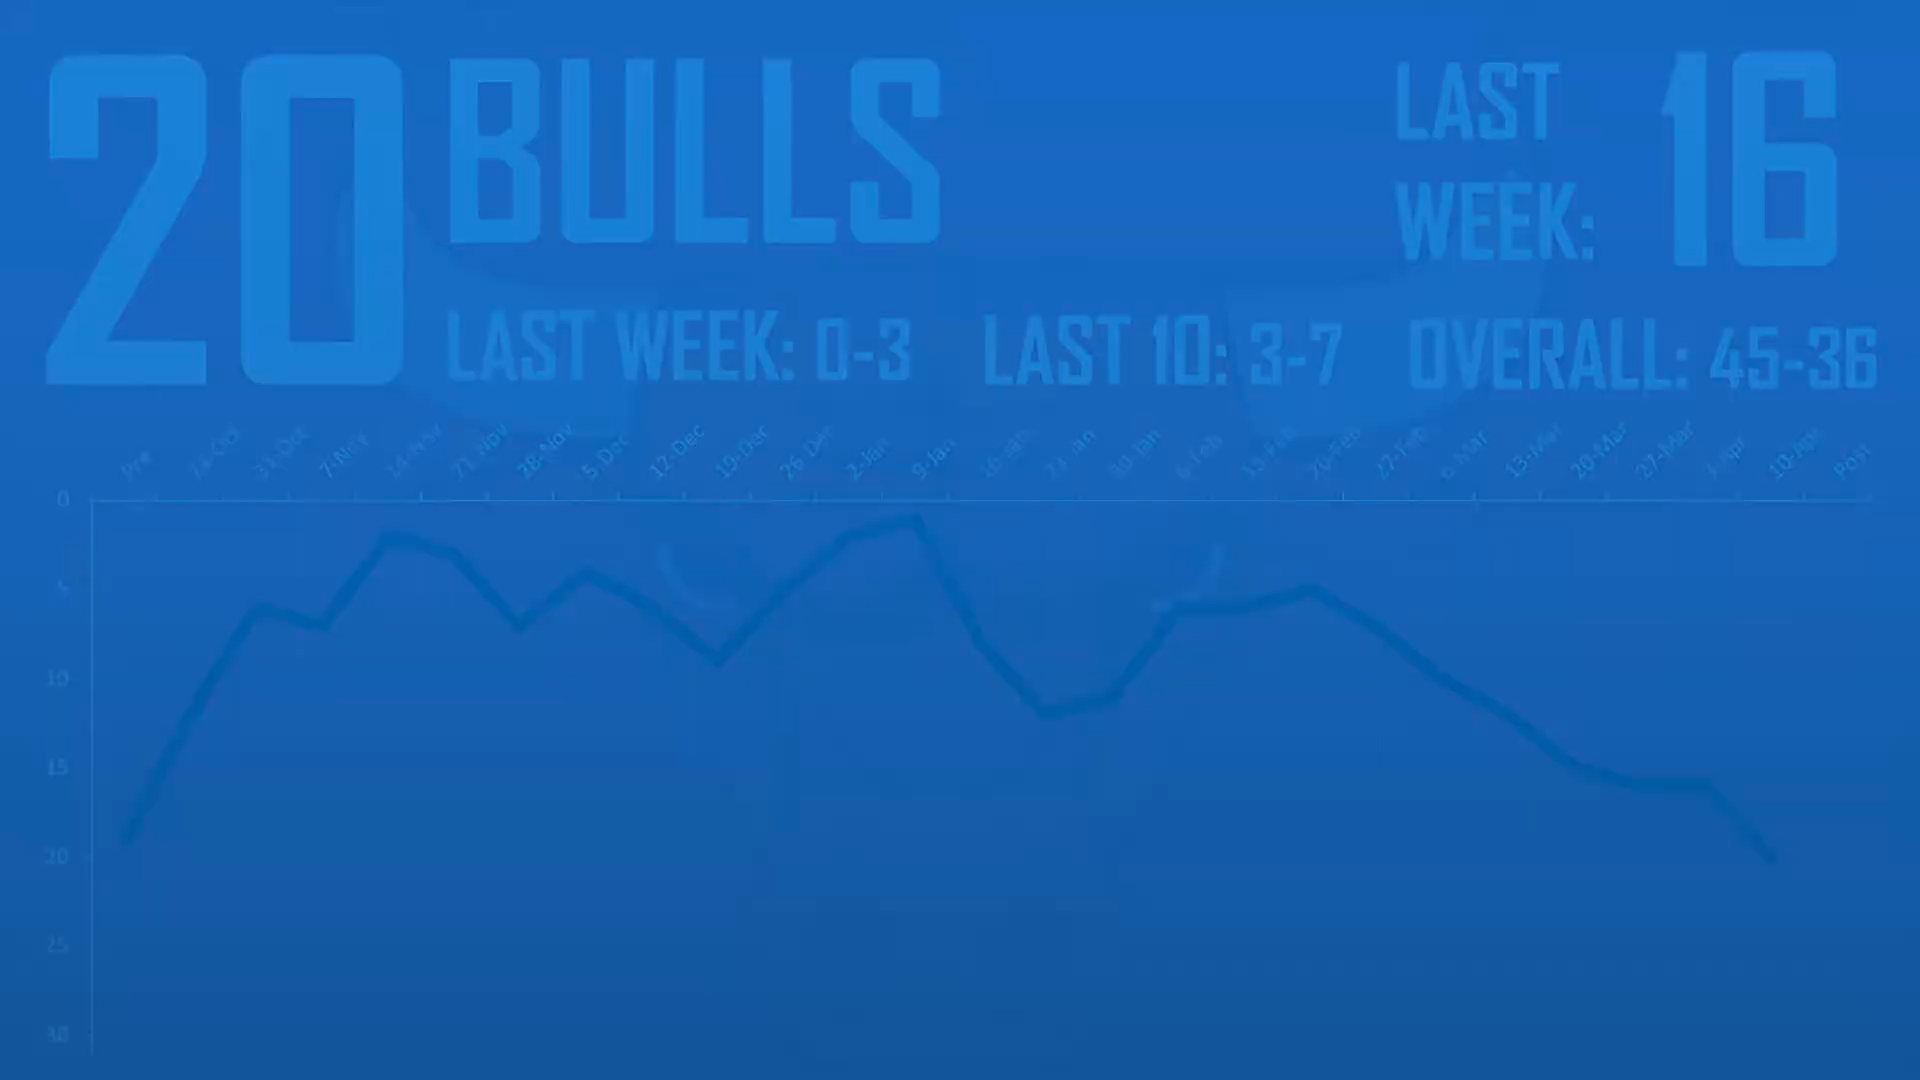 20 BULLS LAST WEEK: 16
LAST WEEK: 0-3 LAST 10: 3-7 OVERALL: 45-36
Pre 24-Oct 31-Oct 7-Nov 14-Nov 21-Nov 28-Nov 5-Dec 12-Dec 19-Dec 26-Dec 2-Jan 9-Jan 16-Jan 30-Jan 6-Feb 13-Feb 20-Feb 27-Feb 6-Mar 13-Mar 20-Mar 27-Mar 3-Apr 10-Apr Post
0
5
10
15
20
25
30